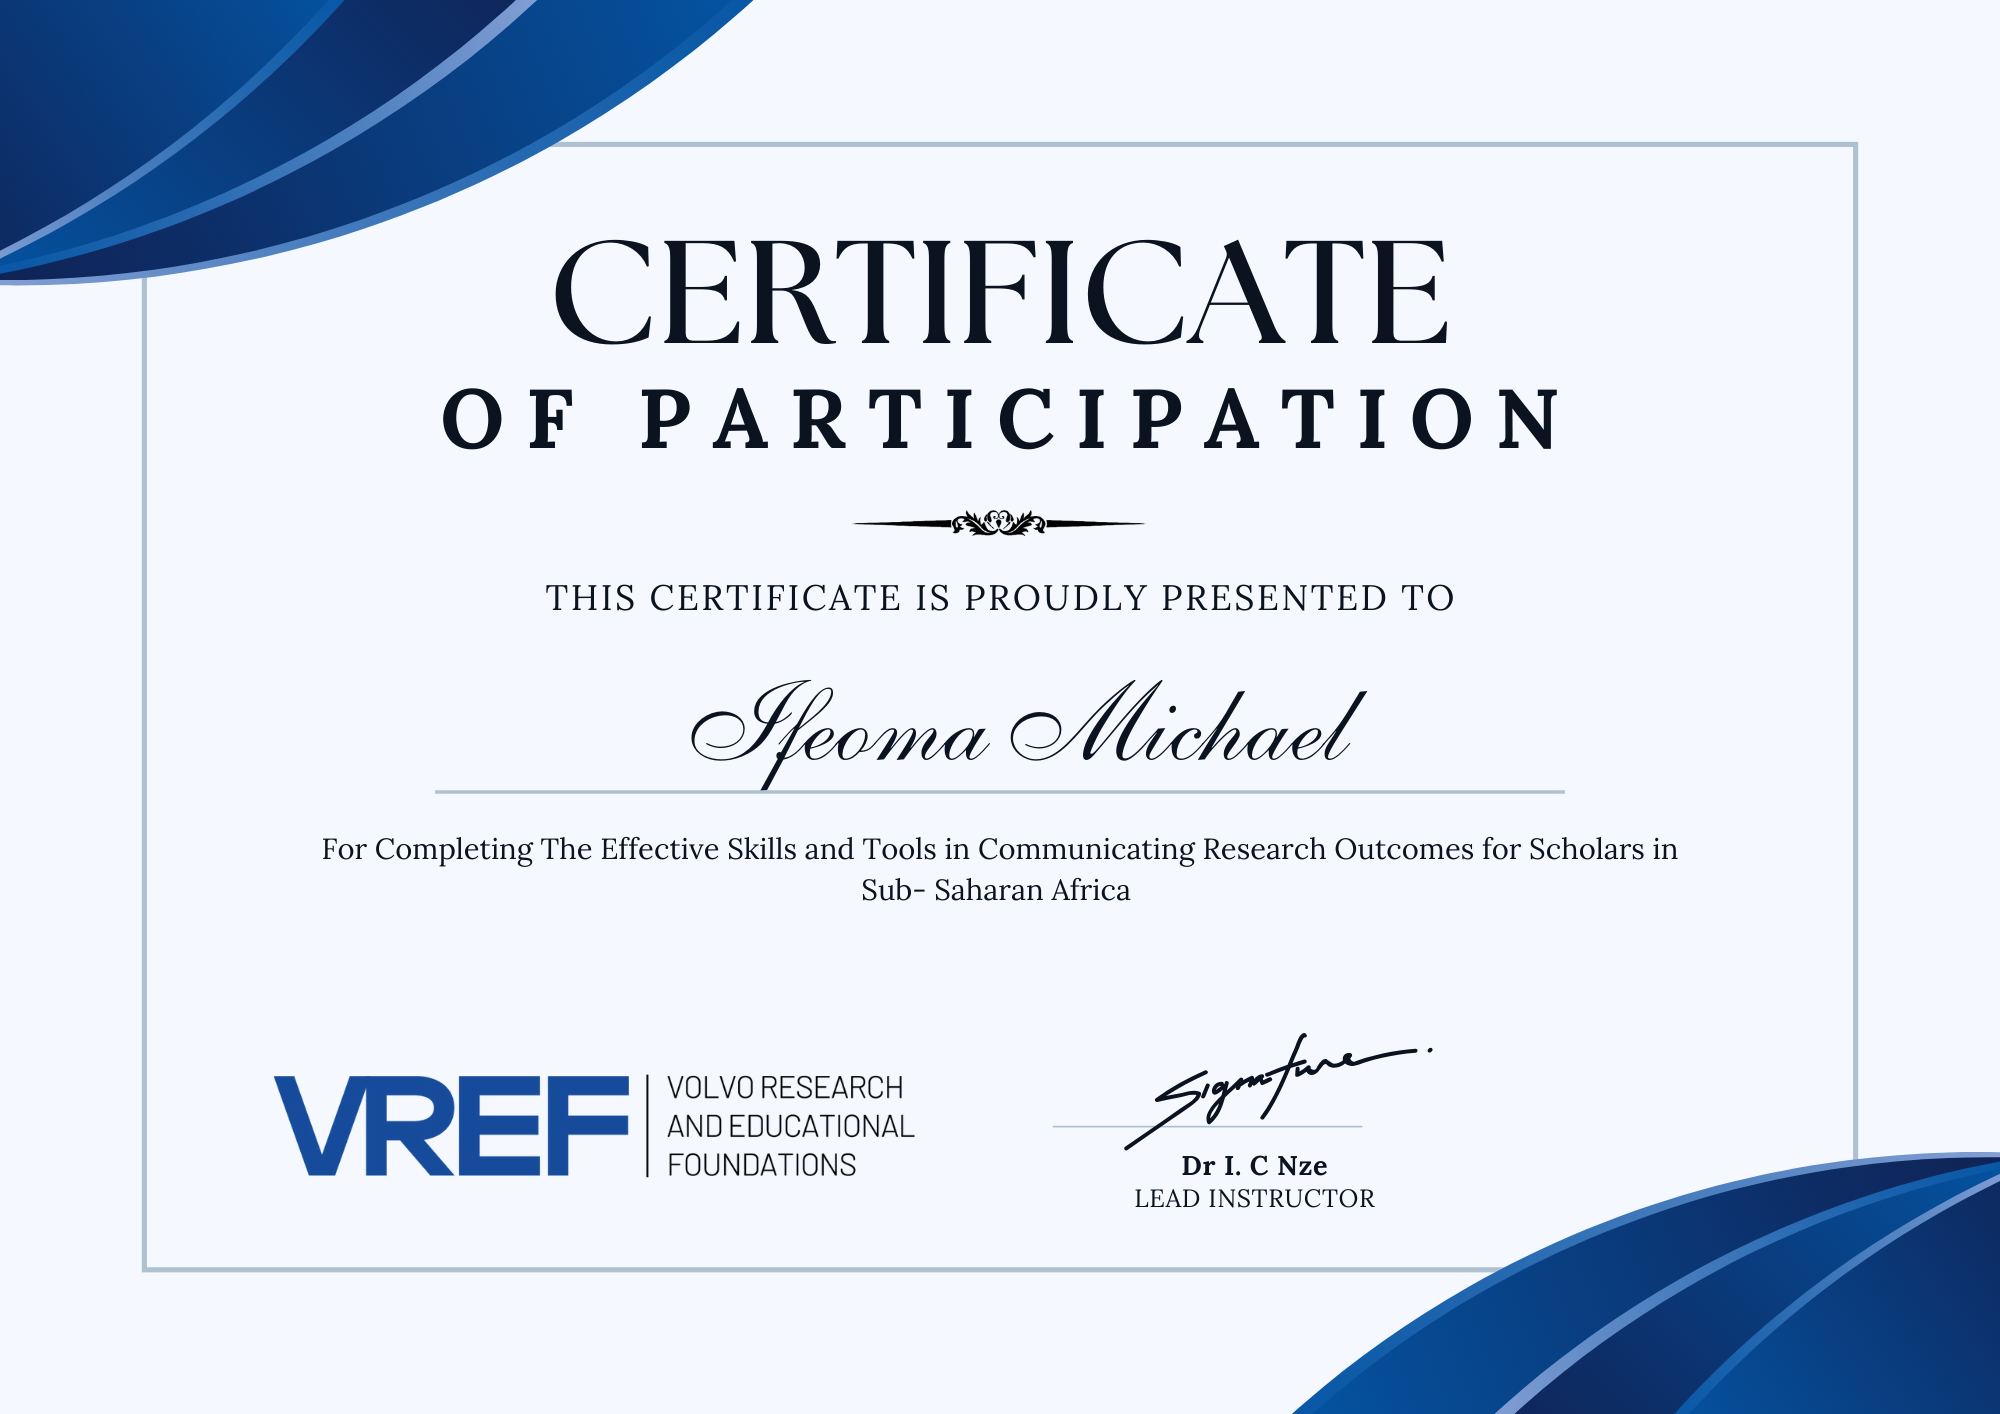 CERTIFICATE
OF PARTICIPATION
THIS CERTIFICATE IS PROUDLY PRESENTED TO
Ifeoma Michael
For Completing The Effective Skills and Tools in Communicating Research Outcomes for Scholars in
Sub- Saharan Africa
VREF
VOLVO RESEARCH
AND EDUCATIONAL
FOUNDATIONS
Signature
Dr I. C Nze
LEAD INSTRUCTOR